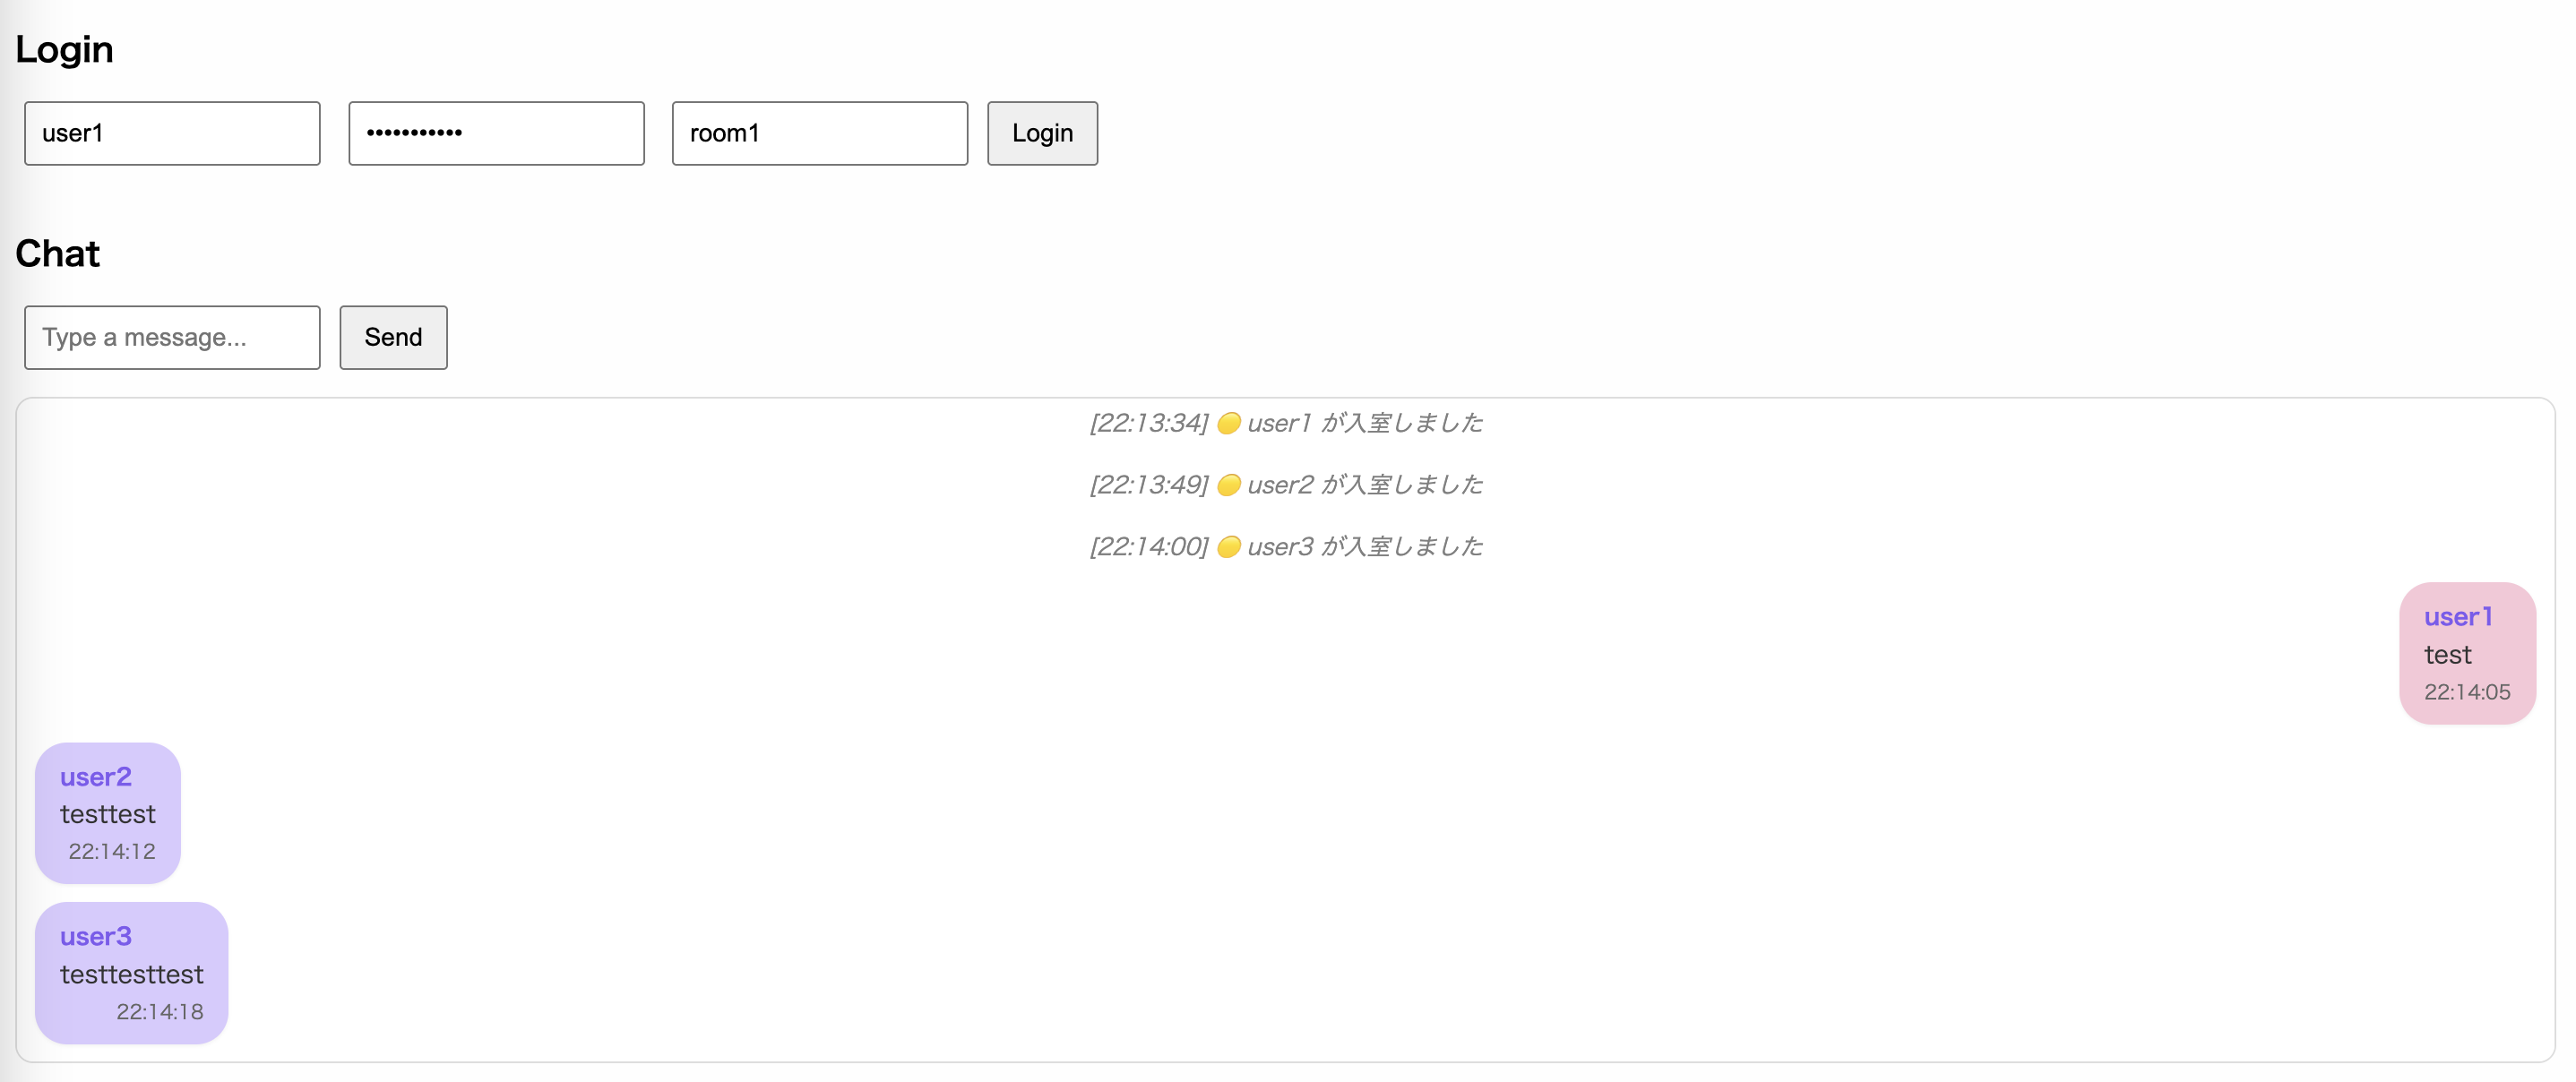 Login
user1
•••••••••••
room1
Login
Chat
Type a message...
Send
[22:13:34] 🟡 user1 が入室しました
[22:13:49] 🟡 user2 が入室しました
[22:14:00] 🟡 user3 が入室しました
user1
test
22:14:05
user2
testtest
22:14:12
user3
testtesttest
22:14:18